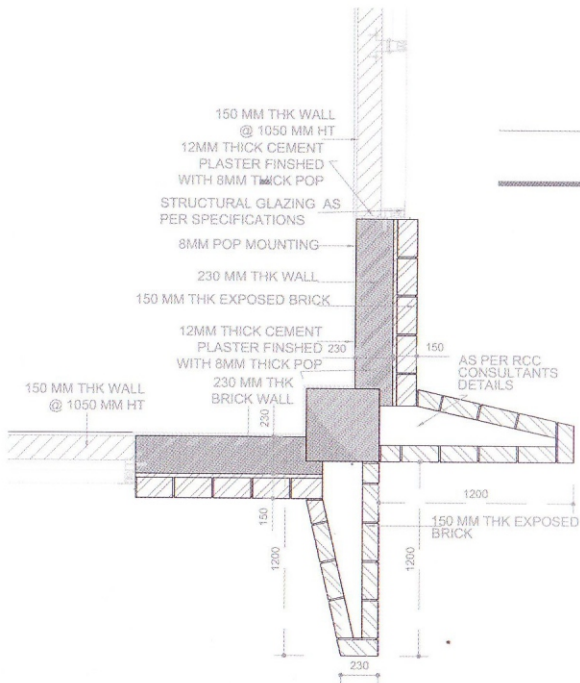 150 MM THK WALL
@ 1050 MM HT
12MM THICK CEMENT
PLASTER FINSHED
WITH 8MM THICK POP
STRUCTURAL GLAZING AS
PER SPECIFICATIONS
8MM POP MOUNTING
230 MM THK WALL
150 MM THK EXPOSED BRICK
12MM THICK CEMENT
PLASTER FINSHED
WITH 8MM THICK POP
230
150
230 MM THK
BRICK WALL
AS PER RCC
CONSULTANTS
DETAILS
150 MM THK WALL
@ 1050 MM HT
230
150
1200
1200
150 MM THK EXPOSED
BRICK
1200
230